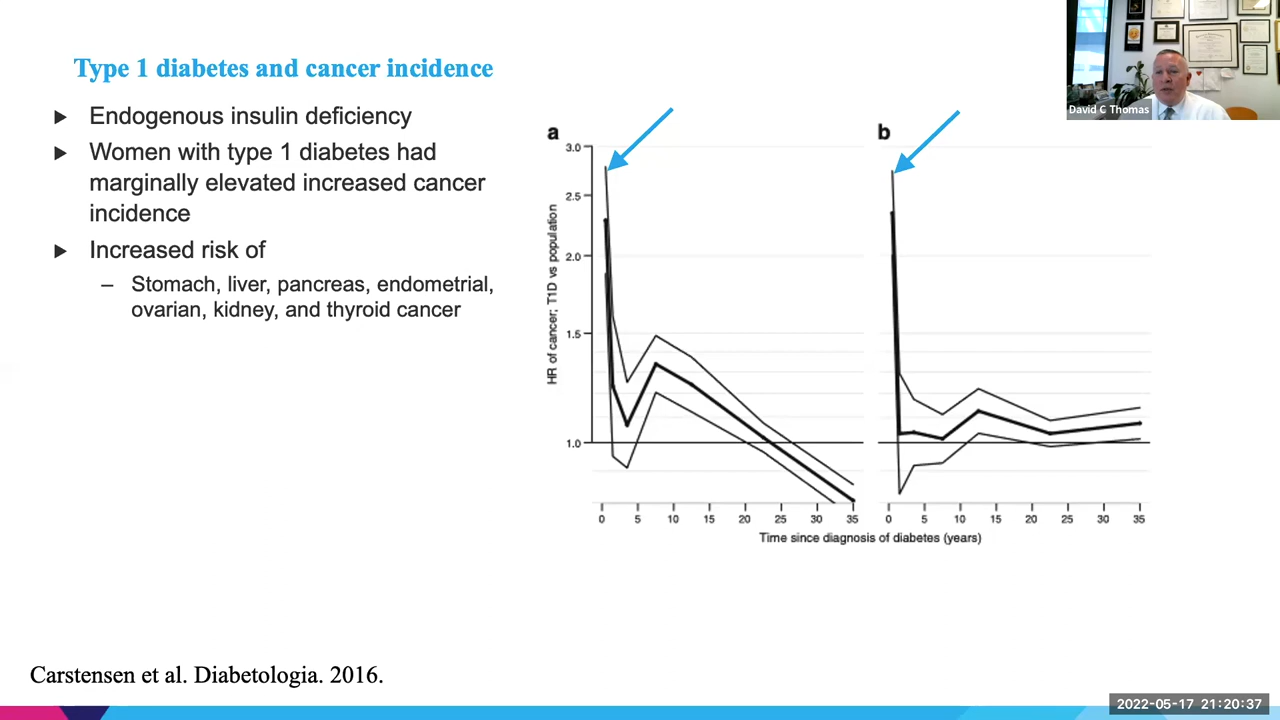 Type 1 diabetes and cancer incidence
Endogenous insulin deficiency
Women with type 1 diabetes had
marginally elevated increased cancer
incidence
Increased risk of
– Stomach, liver, pancreas, endometrial,
ovarian, kidney, and thyroid cancer
a
b
HR of cancer; T1D vs population
3.0
2.5
2.0
1.5
1.0
0 5 10 15 20 25 30 35
0 5 10 15 20 25 30 35
Time since diagnosis of diabetes (years)
Carstensen et al. Diabetologia. 2016.
David C Thomas
2022-05-17 21:20:37